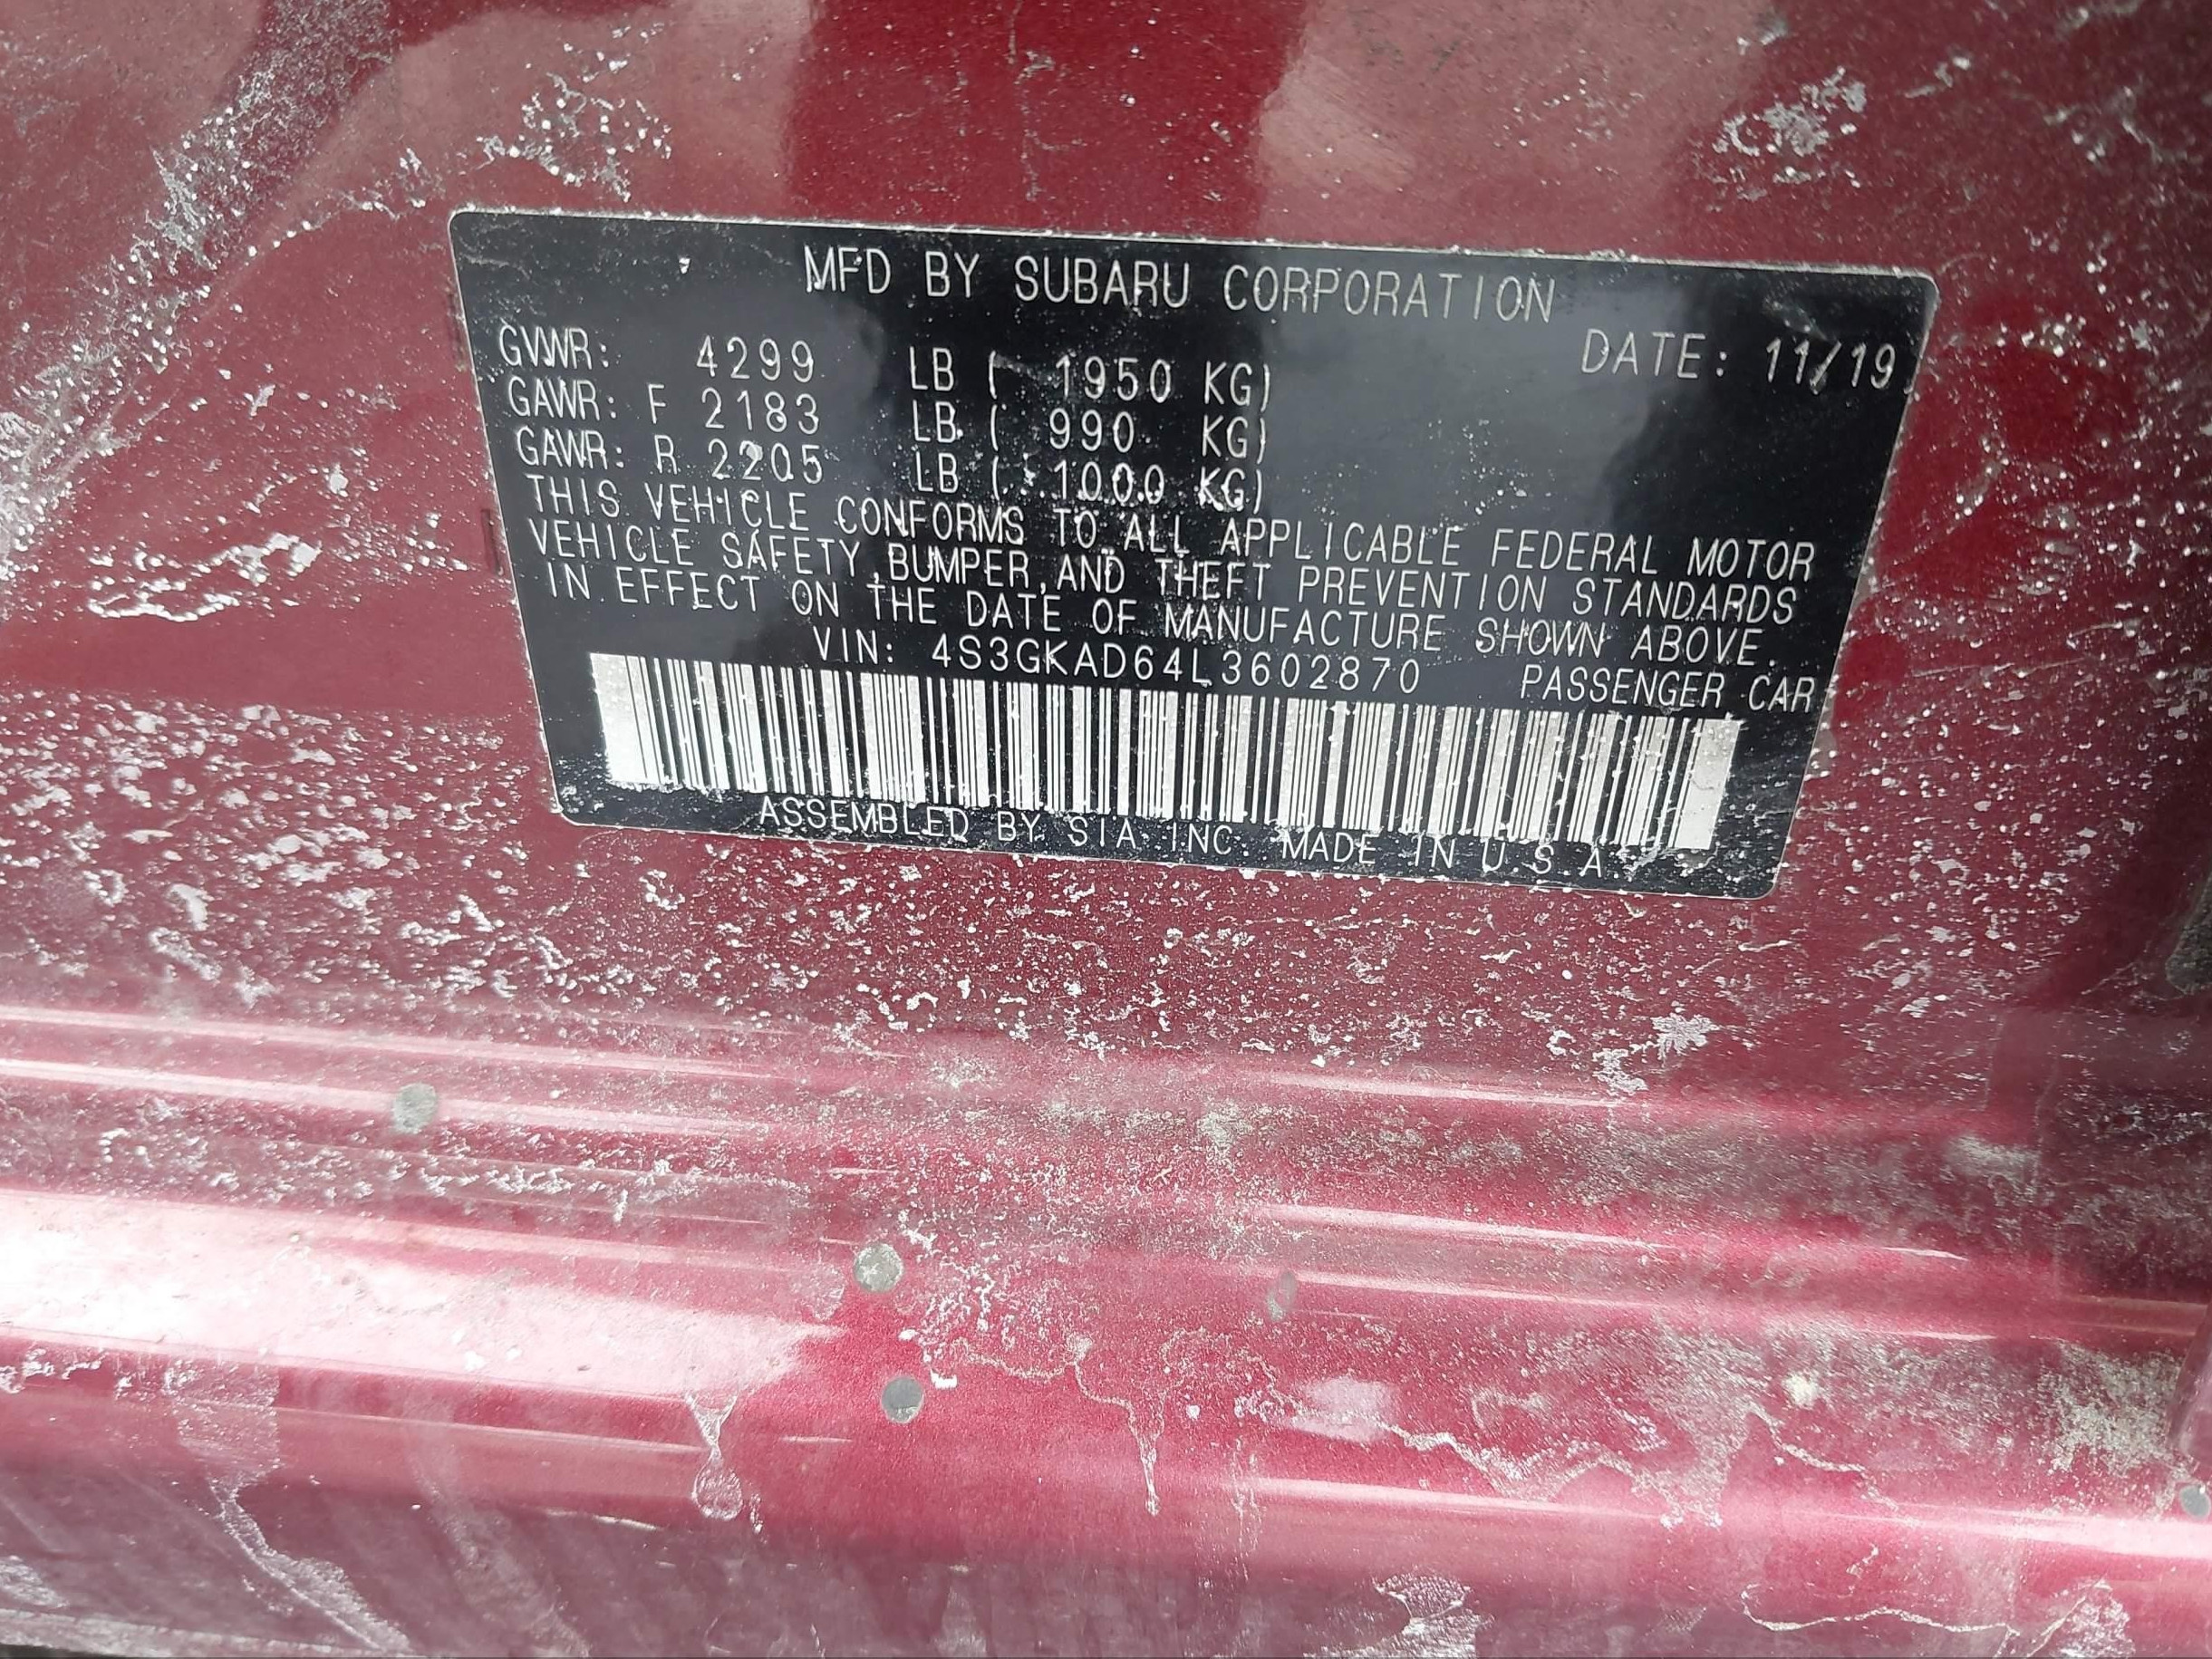 MFD BY SUBARU CORPORATION
DATE: 11/19
GVWR: 4299 LB ( 1950 KG)
GAWR: F 2183 LB ( 990 KG)
GAWR: R 2205 LB ( 1000 KG)
THIS VEHICLE CONFORMS TO ALL APPLICABLE FEDERAL MOTOR
VEHICLE SAFETY,BUMPER,AND THEFT PREVENTION STANDARDS
IN EFFECT ON THE DATE OF MANUFACTURE SHOWN ABOVE.
VIN: 4S3GKAD64L3602870 PASSENGER CAR
ASSEMBLED BY SIA INC. MADE IN U.S.A.